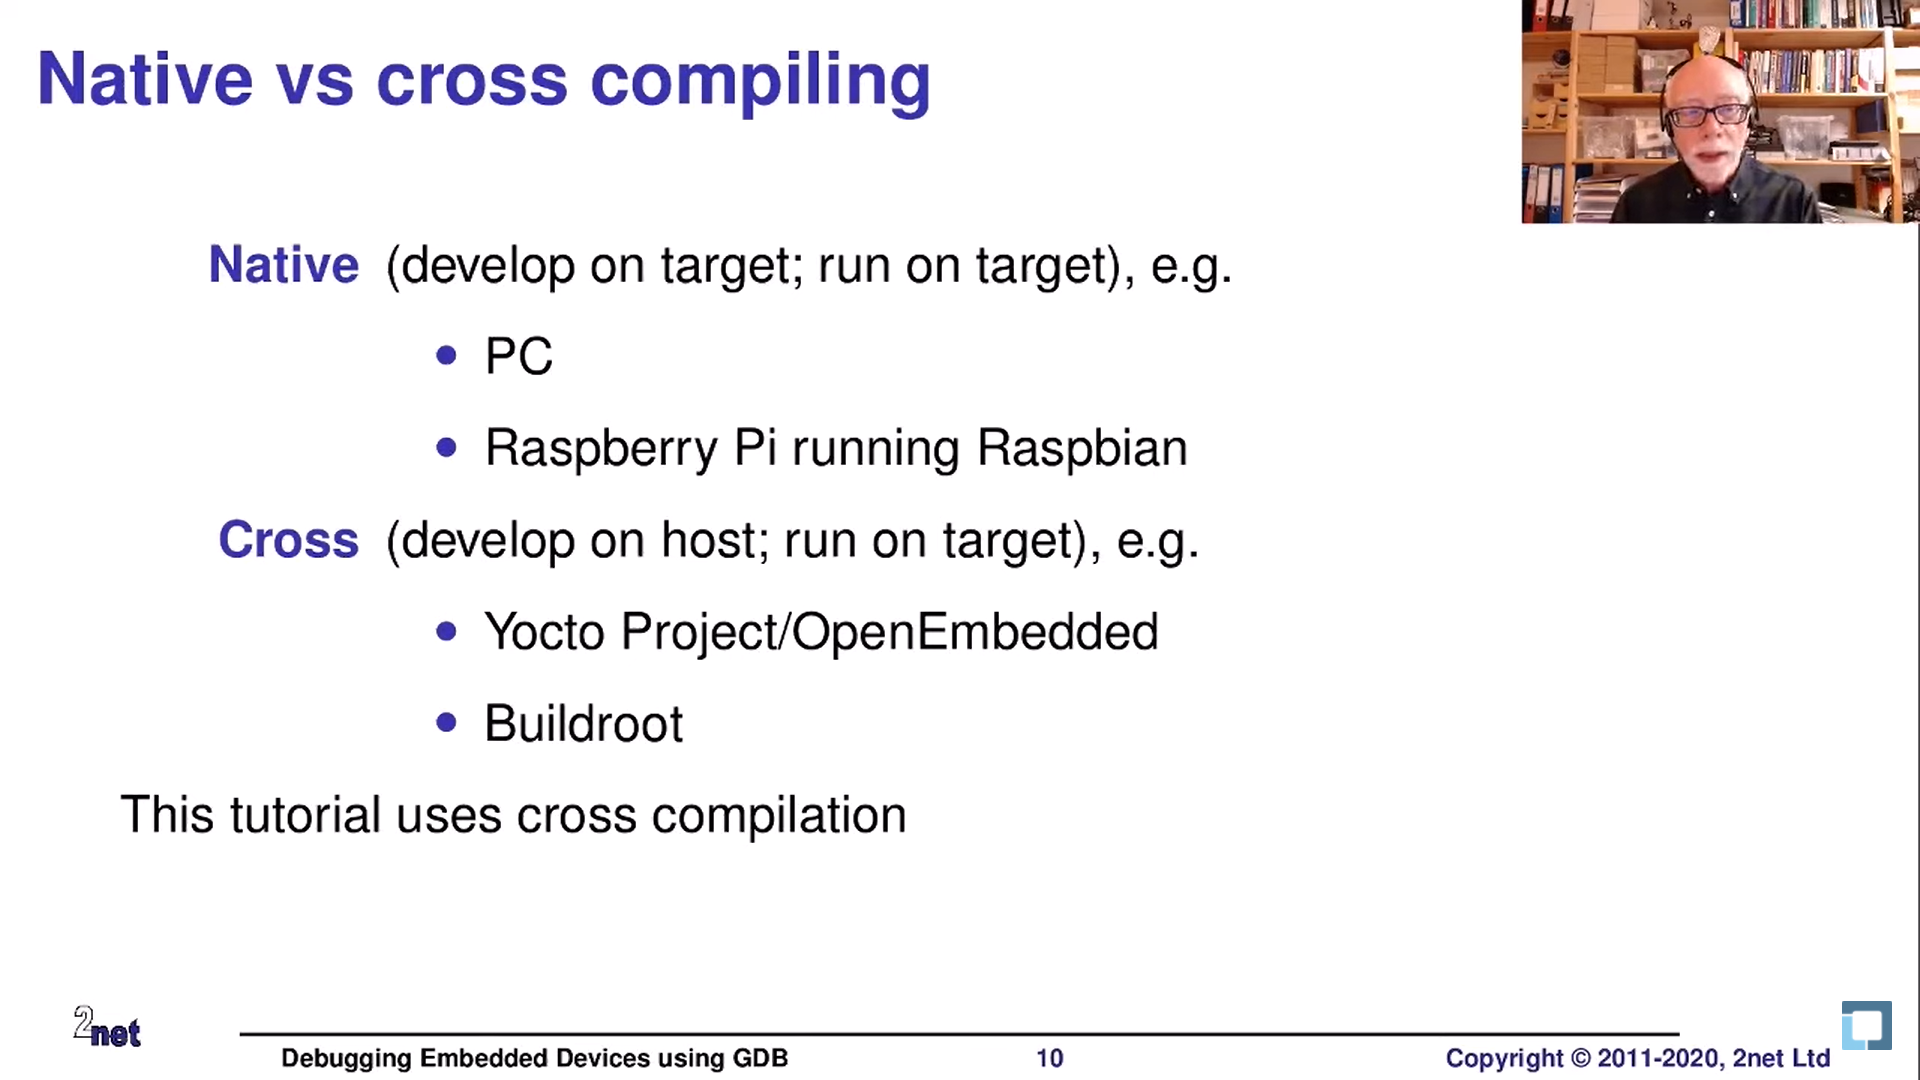 Native vs cross compiling
Native (develop on target; run on target), e.g.
• PC
• Raspberry Pi running Raspbian
Cross (develop on host; run on target), e.g.
• Yocto Project/OpenEmbedded
• Buildroot
This tutorial uses cross compilation
2net
Debugging Embedded Devices using GDB
10
Copyright © 2011-2020, 2net Ltd